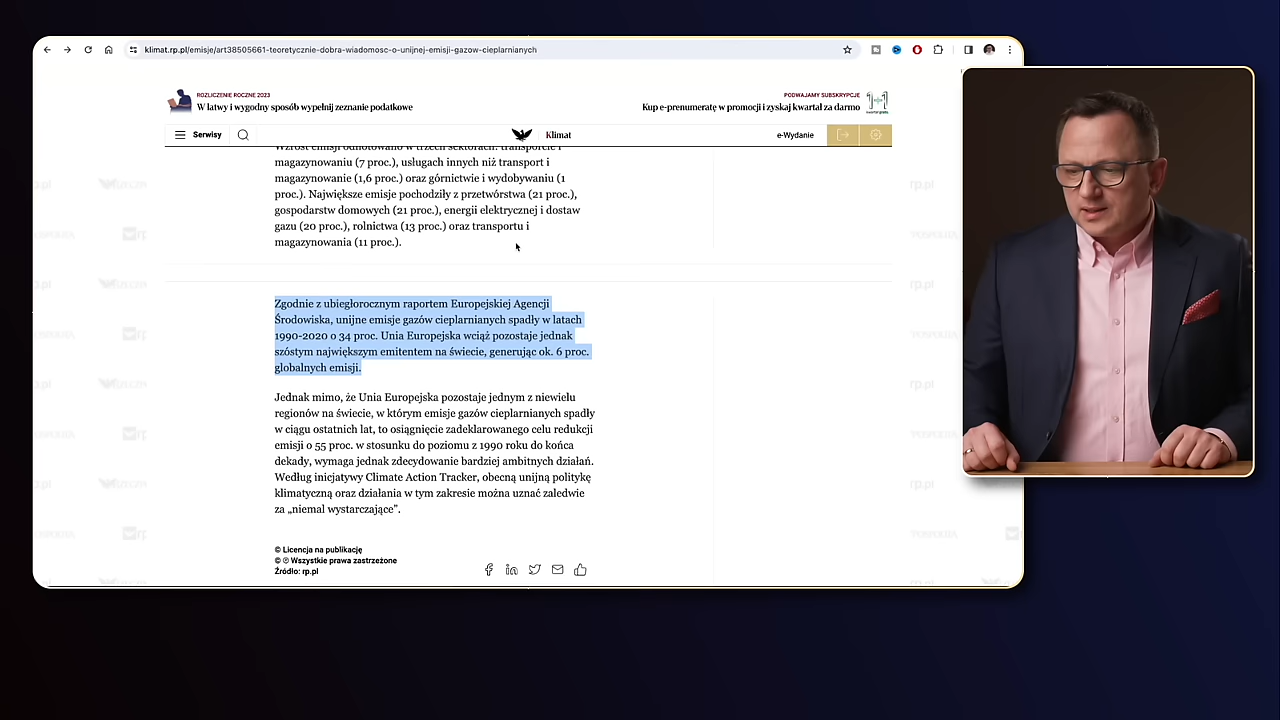 klimat.rp.pl/emisje/art38505661-teoretycznie-dobra-wiadomosc-o-unijnej-emisji-gazow-cieplarnianych
ROZLICZENIE ROCZNE 2023
W łatwy i wygodny sposób wypełnij zeznanie podatkowe
PODWAJAMY SUBSKRYPCJE
Kup e-prenumeratę w promocji i zyskaj kwartał za darmo
Serwisy
Klimat
e-Wydanie
Wzrost emisji odnotowano w trzech sektorach: transporcie i
magazynowaniu (7 proc.), usługach innych niż transport i
magazynowanie (1,6 proc.) oraz górnictwie i wydobywaniu (1
proc.). Największe emisje pochodziły z przetwórstwa (21 proc.),
gospodarstw domowych (21 proc.), energii elektrycznej i dostaw
gazu (20 proc.), rolnictwa (13 proc.) oraz transportu i
magazynowania (11 proc.).
Zgodnie z ubiegłorocznym raportem Europejskiej Agencji
Środowiska, unijne emisje gazów cieplarnianych spadły w latach
1990-2020 o 34 proc. Unia Europejska wciąż pozostaje jednak
szóstym największym emitentem na świecie, generując ok. 6 proc.
globalnych emisji.
Jednak mimo, że Unia Europejska pozostaje jednym z niewielu
regionów na świecie, w którym emisje gazów cieplarnianych spadły
w ciągu ostatnich lat, to osiągnięcie zadeklarowanego celu redukcji
emisji o 55 proc. w stosunku do poziomu z 1990 roku do końca
dekady, wymaga jednak zdecydowanie bardziej ambitnych działań.
Według inicjatywy Climate Action Tracker, obecną unijną politykę
klimatyczną oraz działania w tym zakresie można uznać zaledwie
za „niemal wystarczające”.
© Licencja na publikację
© ℗ Wszystkie prawa zastrzeżone
Źródło: rp.pl